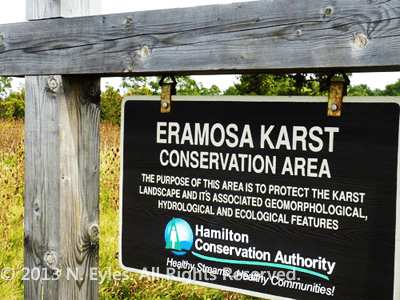 ERAMOSA KARST
CONSERVATION AREA
THE PURPOSE OF THIS AREA IS TO PROTECT THE KARST
LANDSCAPE AND IT'S ASSOCIATED GEOMORPHOLOGICAL,
HYDROLOGICAL AND ECOLOGICAL FEATURES
Hamilton
Conservation Authority
Healthy Streams...Healthy Communities!
© 2013 N. Eyles. All Rights Reserved.